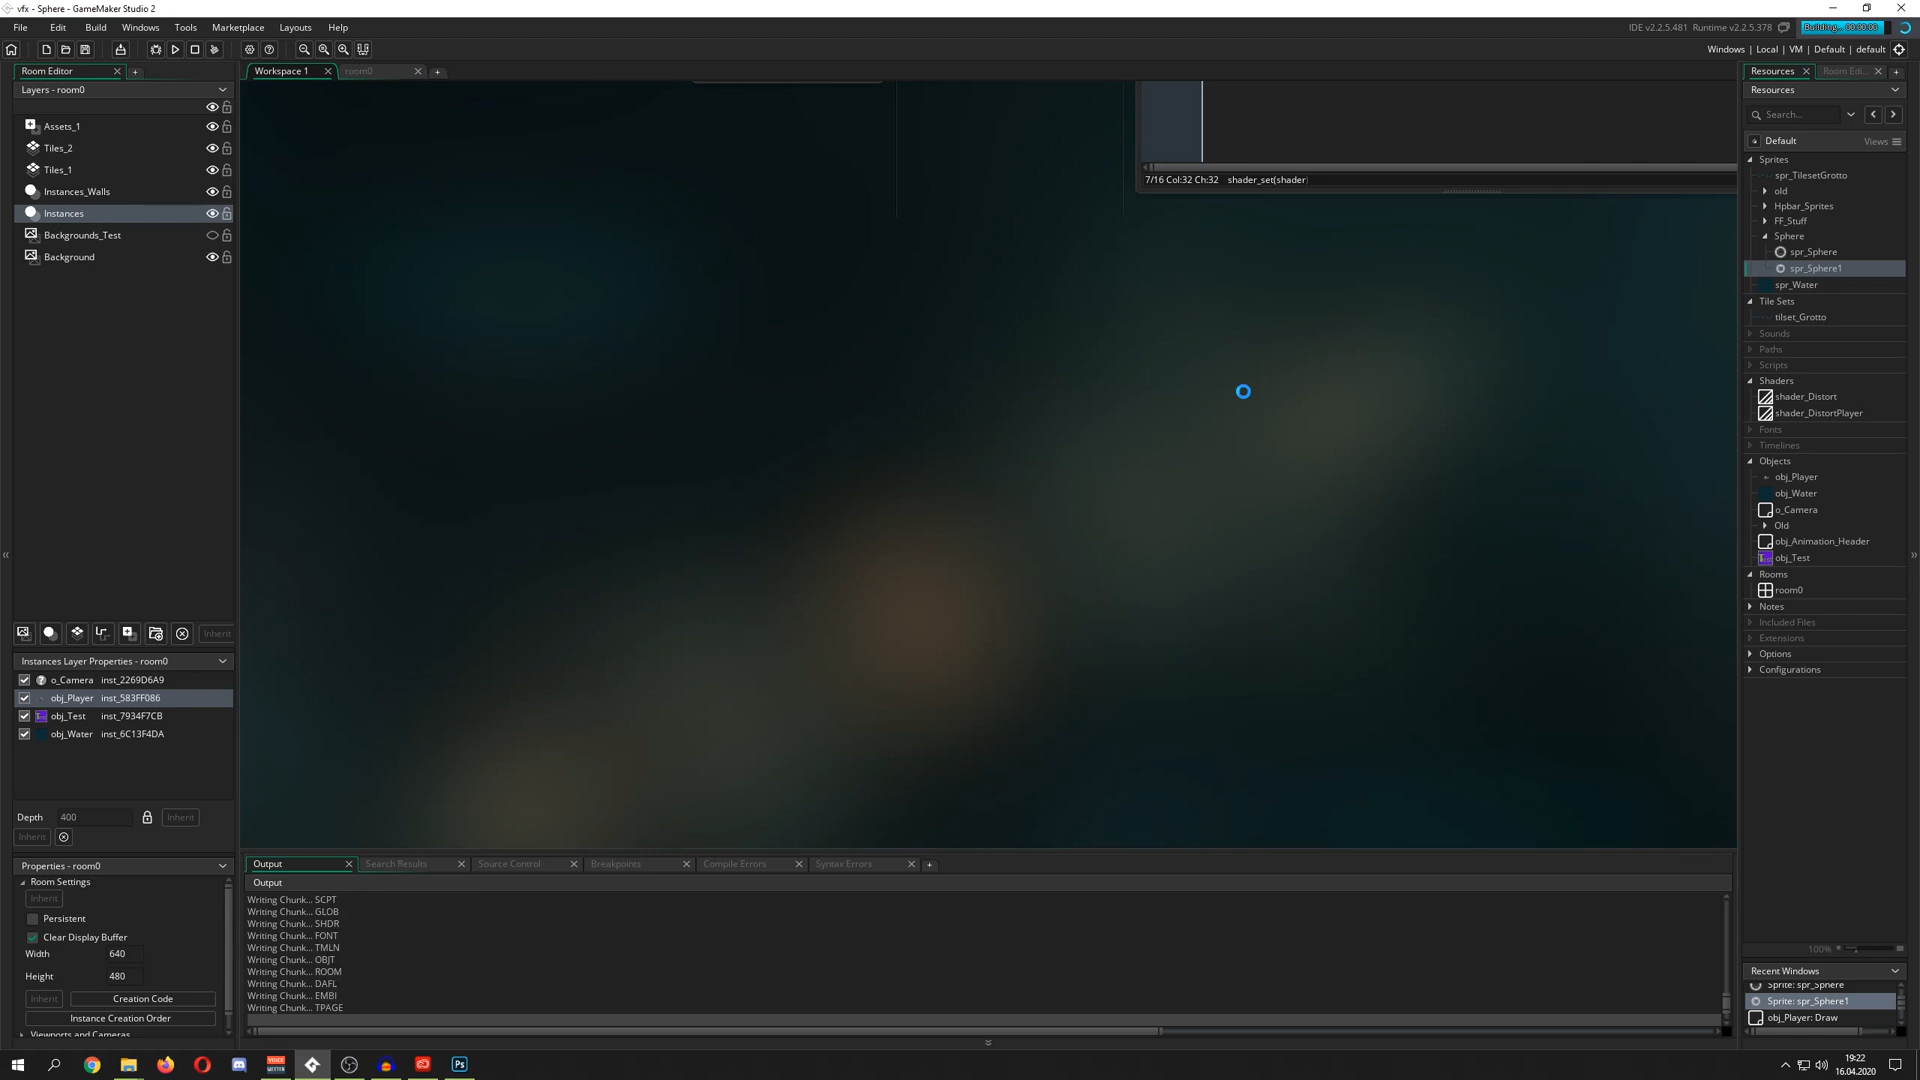 vfx - Sphere - GameMaker Studio 2
File Edit Build Windows Tools Marketplace Layouts Help
IDE v2.2.5.481 Runtime v2.2.5.378
Building... 00:00:00
Windows | Local | VM | Default | default
Room Editor
Workspace 1
room0
Resources
Room Edi...
Layers - room0
Resources
Search...
Assets_1
Tiles_2
Tiles_1
Instances_Walls
Instances
Backgrounds_Test
Background
7/16 Col:32 Ch:32 shader_set(shader
Default
Views
Sprites
spr_TilesetGrotto
old
Hpbar_Sprites
FF_Stuff
Sphere
spr_Sphere
spr_Sphere1
spr_Water
Tile Sets
tilset_Grotto
Sounds
Paths
Scripts
Shaders
shader_Distort
shader_DistortPlayer
Fonts
Timelines
Objects
obj_Player
obj_Water
o_Camera
Old
obj_Animation_Header
obj_Test
Rooms
room0
Notes
Included Files
Extensions
Options
Configurations
100%
Recent Windows
Sprite: spr_Sphere
Sprite: spr_Sphere1
obj_Player: Draw
Inherit
Instances Layer Properties - room0
o_Camera inst_2269D6A9
obj_Player inst_583FF086
obj_Test inst_7934F7CB
obj_Water inst_6C13F4DA
Depth 400 Inherit
Inherit
Properties - room0
Room Settings
Inherit
Persistent
Clear Display Buffer
Width 640
Height 480
Inherit Creation Code
Instance Creation Order
Viewports and Cameras
Output
Search Results
Source Control
Breakpoints
Compile Errors
Syntax Errors
Output
Writing Chunk... SCPT
Writing Chunk... GLOB
Writing Chunk... SHDR
Writing Chunk... FONT
Writing Chunk... TMLN
Writing Chunk... OBJT
Writing Chunk... ROOM
Writing Chunk... DAFL
Writing Chunk... EMBI
Writing Chunk... TPAGE
Ps
19:22
16.04.2020